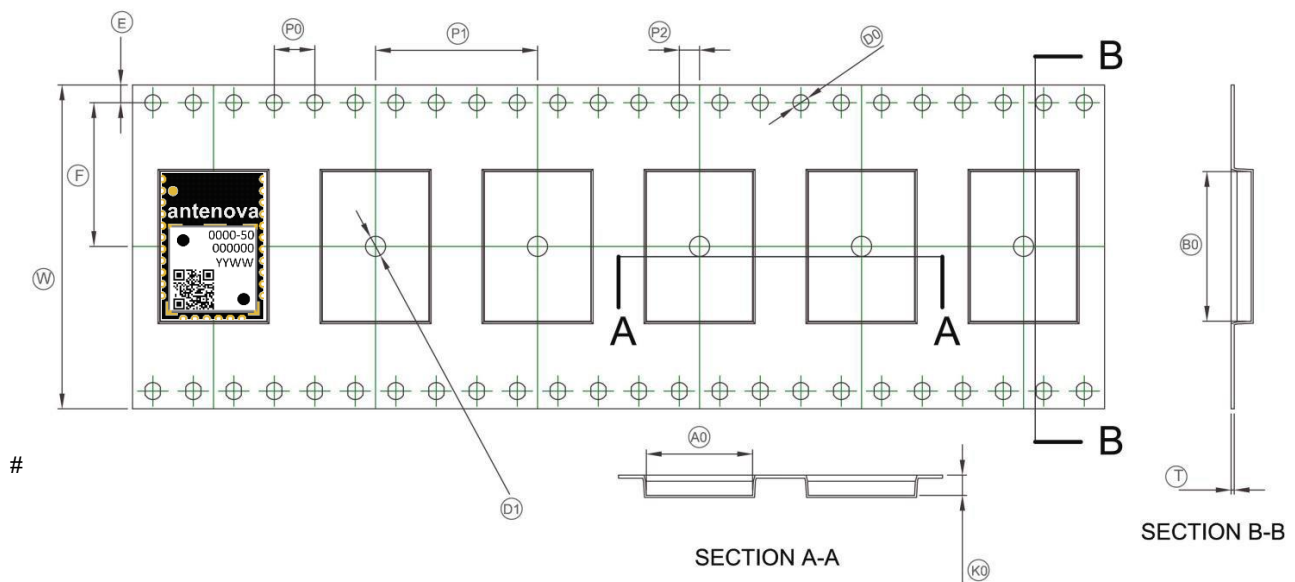 E
P0
P1
P2
D0
B
F
antenova
0000-50
000000
YYWW
B0
W
A
A
B
#
A0
D1
T
SECTION B-B
SECTION A-A
K0